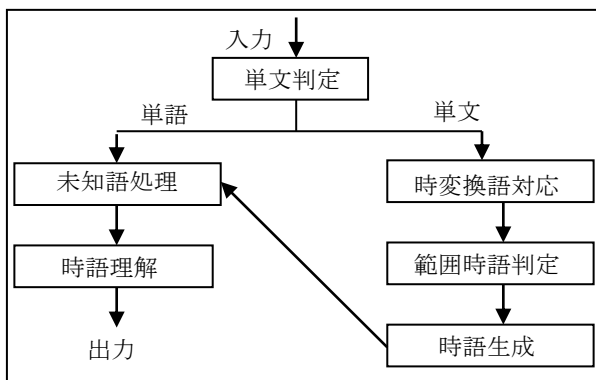 入力
単文判定
単語
単文
未知語処理
時変換語対応
時語理解
範囲時語判定
出力
時語生成